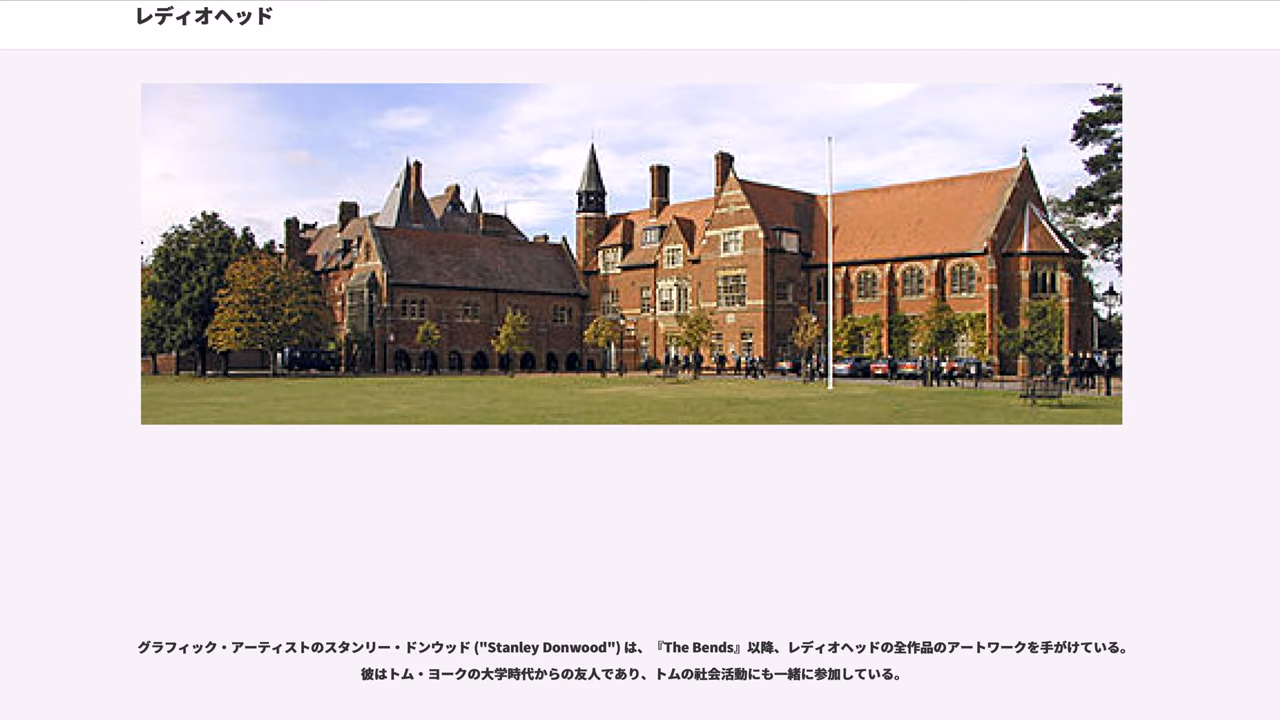 レディオヘッド
グラフィック・アーティストのスタンリー・ドンウッド ("Stanley Donwood") は、『The Bends』以降、レディオヘッドの全作品のアートワークを手がけている。
彼はトム・ヨークの大学時代からの友人であり、トムの社会活動にも一緒に参加している。